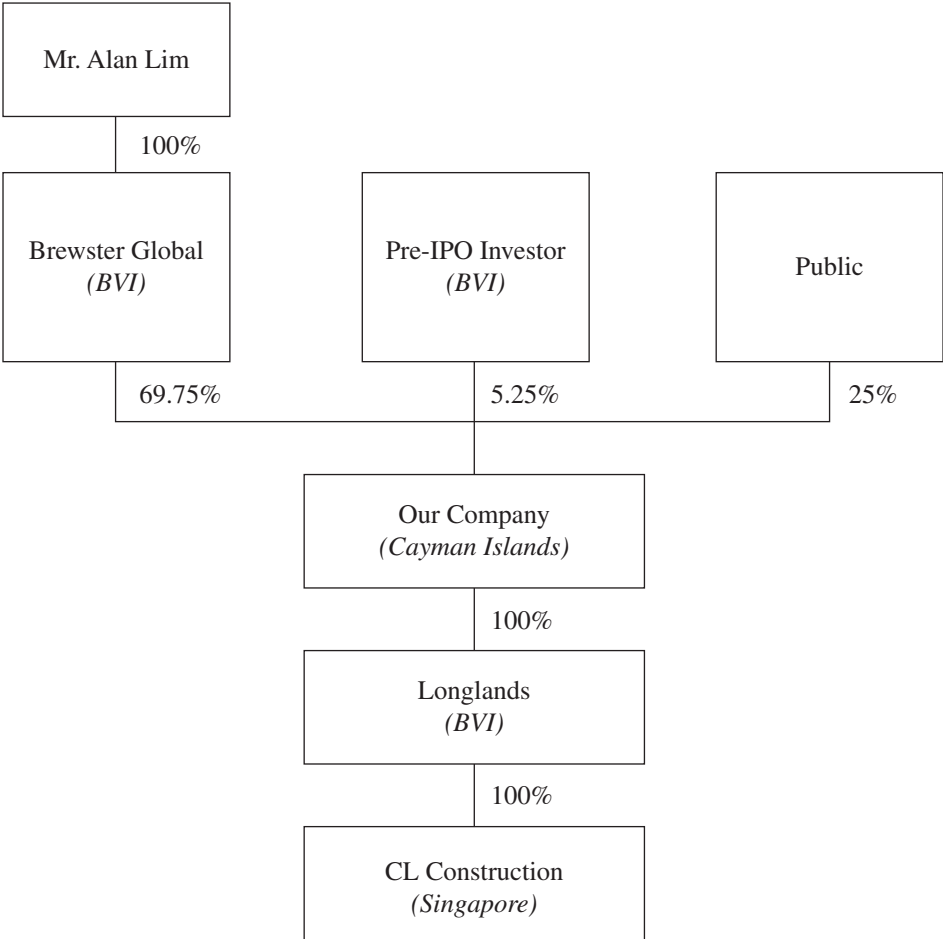 Mr. Alan Lim
100%
Brewster Global
(BVI)
Pre-IPO Investor
(BVI)
Public
69.75%
5.25%
25%
Our Company
(Cayman Islands)
100%
Longlands
(BVI)
100%
CL Construction
(Singapore)